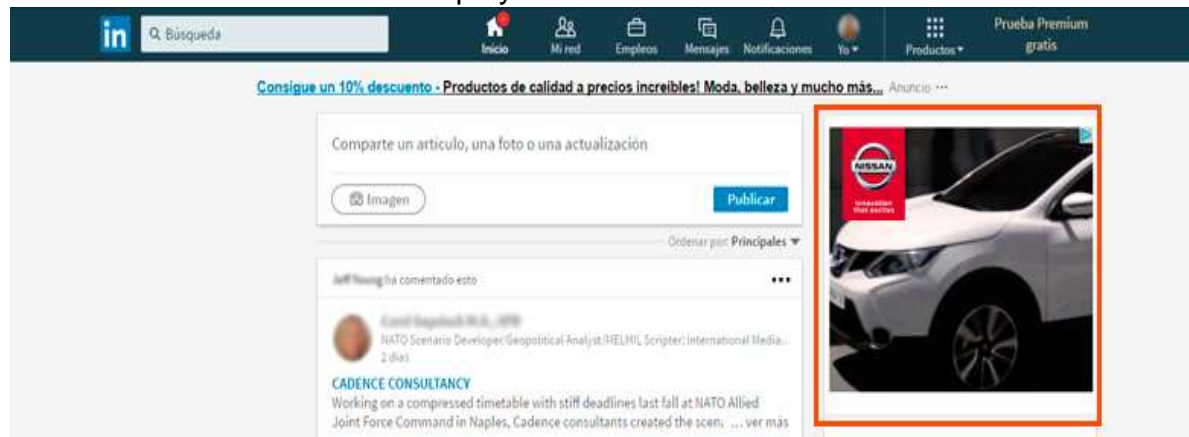 in Búsqueda Inicio Mi red Empleos Mensajes Notificaciones Yo Productos Prueba Premium gratis
Consigue un 10% descuento - Productos de calidad a precios increíbles! Moda, belleza y mucho más... Anuncio ...
Comparte un artículo, una foto o una actualización
Imagen Publicar
Ordenar por: Principales
ha comentado esto
NATO Scenario Developer/Geopolitical Analyst/MELMIL Scripter; International Media...
2 días
CADENCE CONSULTANCY
Working on a compressed timetable with stiff deadlines last fall at NATO Allied
Joint Force Command in Naples, Cadence consultants created the ... ver más
NISSAN
Innovation
that excites